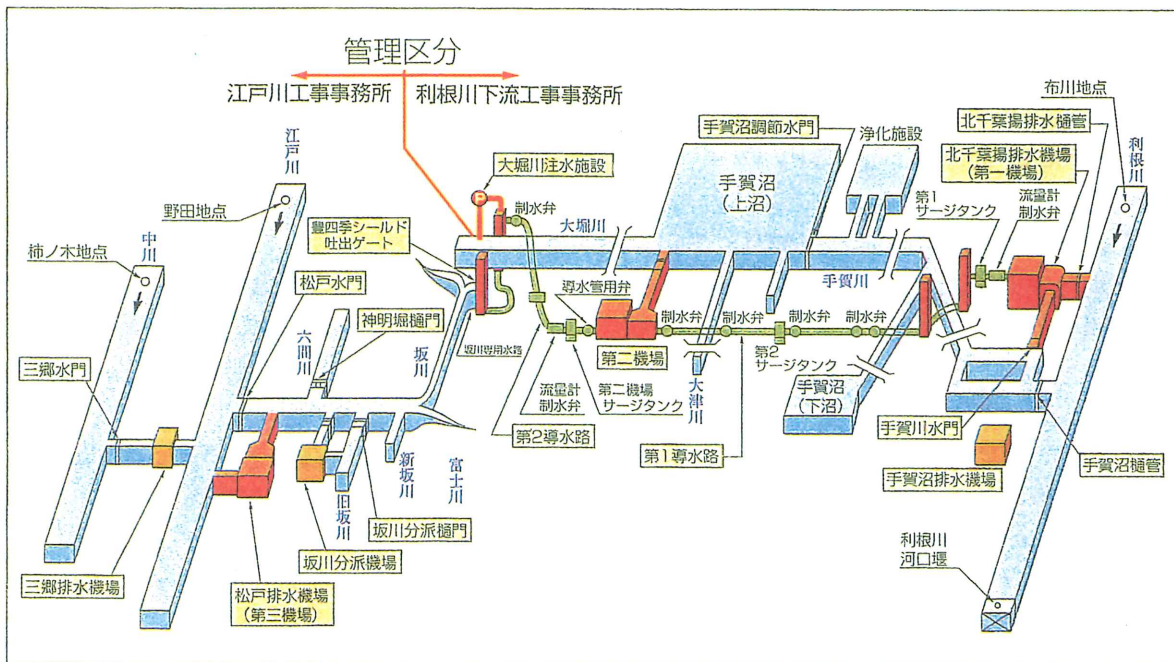 管理区分
江戸川工事事務所
利根川下流工事事務所
布川地点
江戸川
手賀沼調節水門
浄化施設
北千葉揚排水樋管
利根川
野田地点
大堀川注水施設
制水弁
手賀沼
(上沼)
北千葉揚排水機場
(第一機場)
流量計
制水弁
第1
サージタンク
中川
柿ノ木地点
豊四季シールド
吐出ゲート
大堀川
手賀川
松戸水門
神明堀樋門
六間川
坂川
坂川専用水路
導水管用弁
制水弁
制水弁
制水弁
制水弁
第二機場
第2
サージタンク
大津川
三郷水門
流量計
制水弁
第二機場
サージタンク
手賀沼
(下沼)
第2導水路
第1導水路
手賀川水門
手賀沼樋管
手賀沼排水機場
新坂川
富士川
旧坂川
坂川分派樋門
坂川分派機場
三郷排水機場
松戸排水機場
(第三機場)
利根川
河口堰